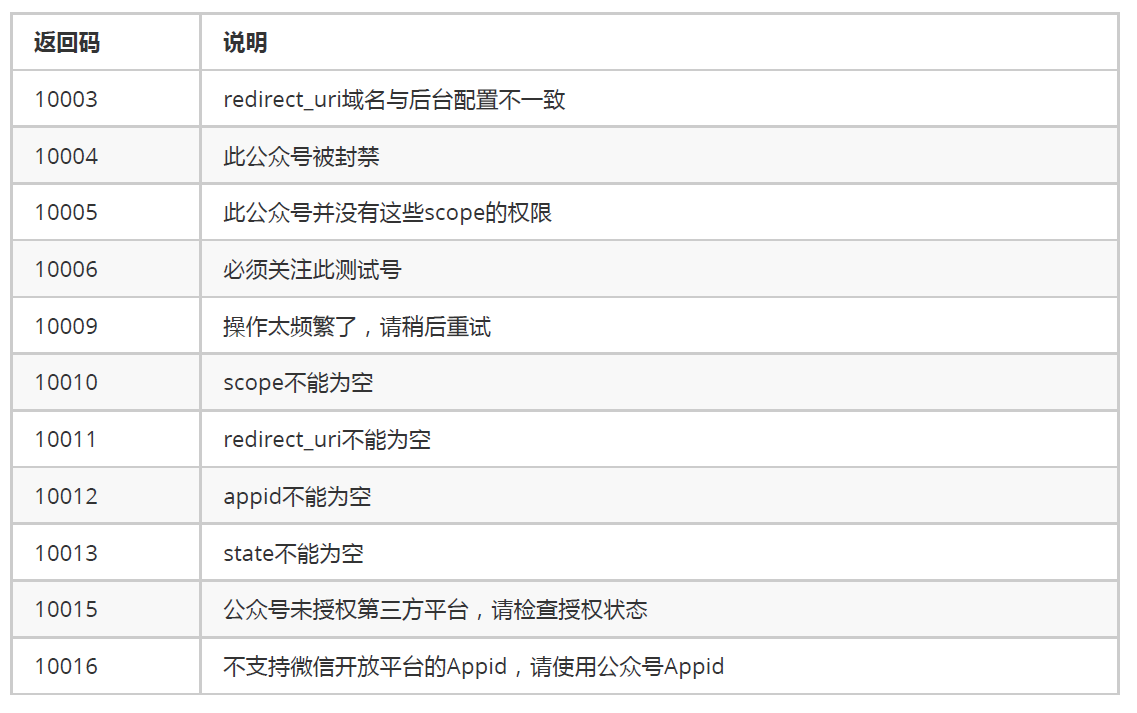 返回码 说明
10003 redirect_uri域名与后台配置不一致
10004 此公众号被封禁
10005 此公众号并没有这些scope的权限
10006 必须关注此测试号
10009 操作太频繁了，请稍后重试
10010 scope不能为空
10011 redirect_uri不能为空
10012 appid不能为空
10013 state不能为空
10015 公众号未授权第三方平台，请检查授权状态
10016 不支持微信开放平台的Appid，请使用公众号Appid